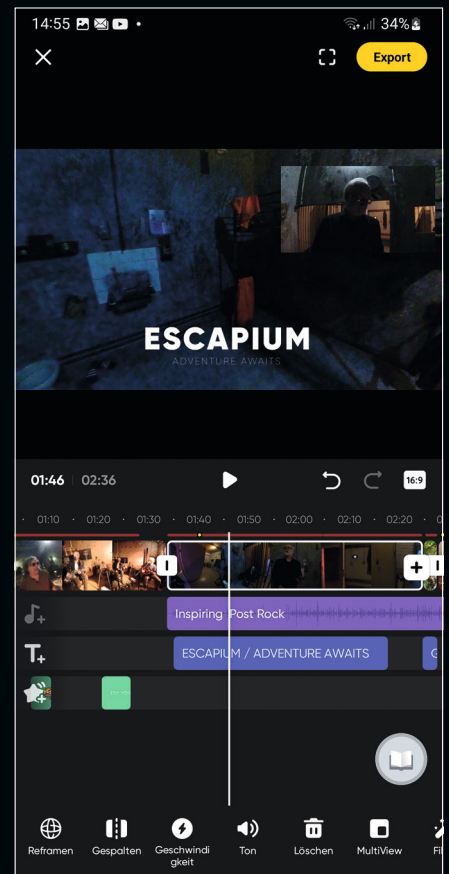 14:55 34%
Export
ESCAPIUM
ADVENTURE AWAITS
01:46 | 02:36 16:9
· 01:10 · 01:20 · 01:30 · 01:40 · 01:50 · 02:00 · 02:10 · 02:20 ·
Inspiring Post Rock
T+ ESCAPIUM / ADVENTURE AWAITS G
Reframen Gespalten Geschwindi Ton Löschen MultiView Fil
gkeit